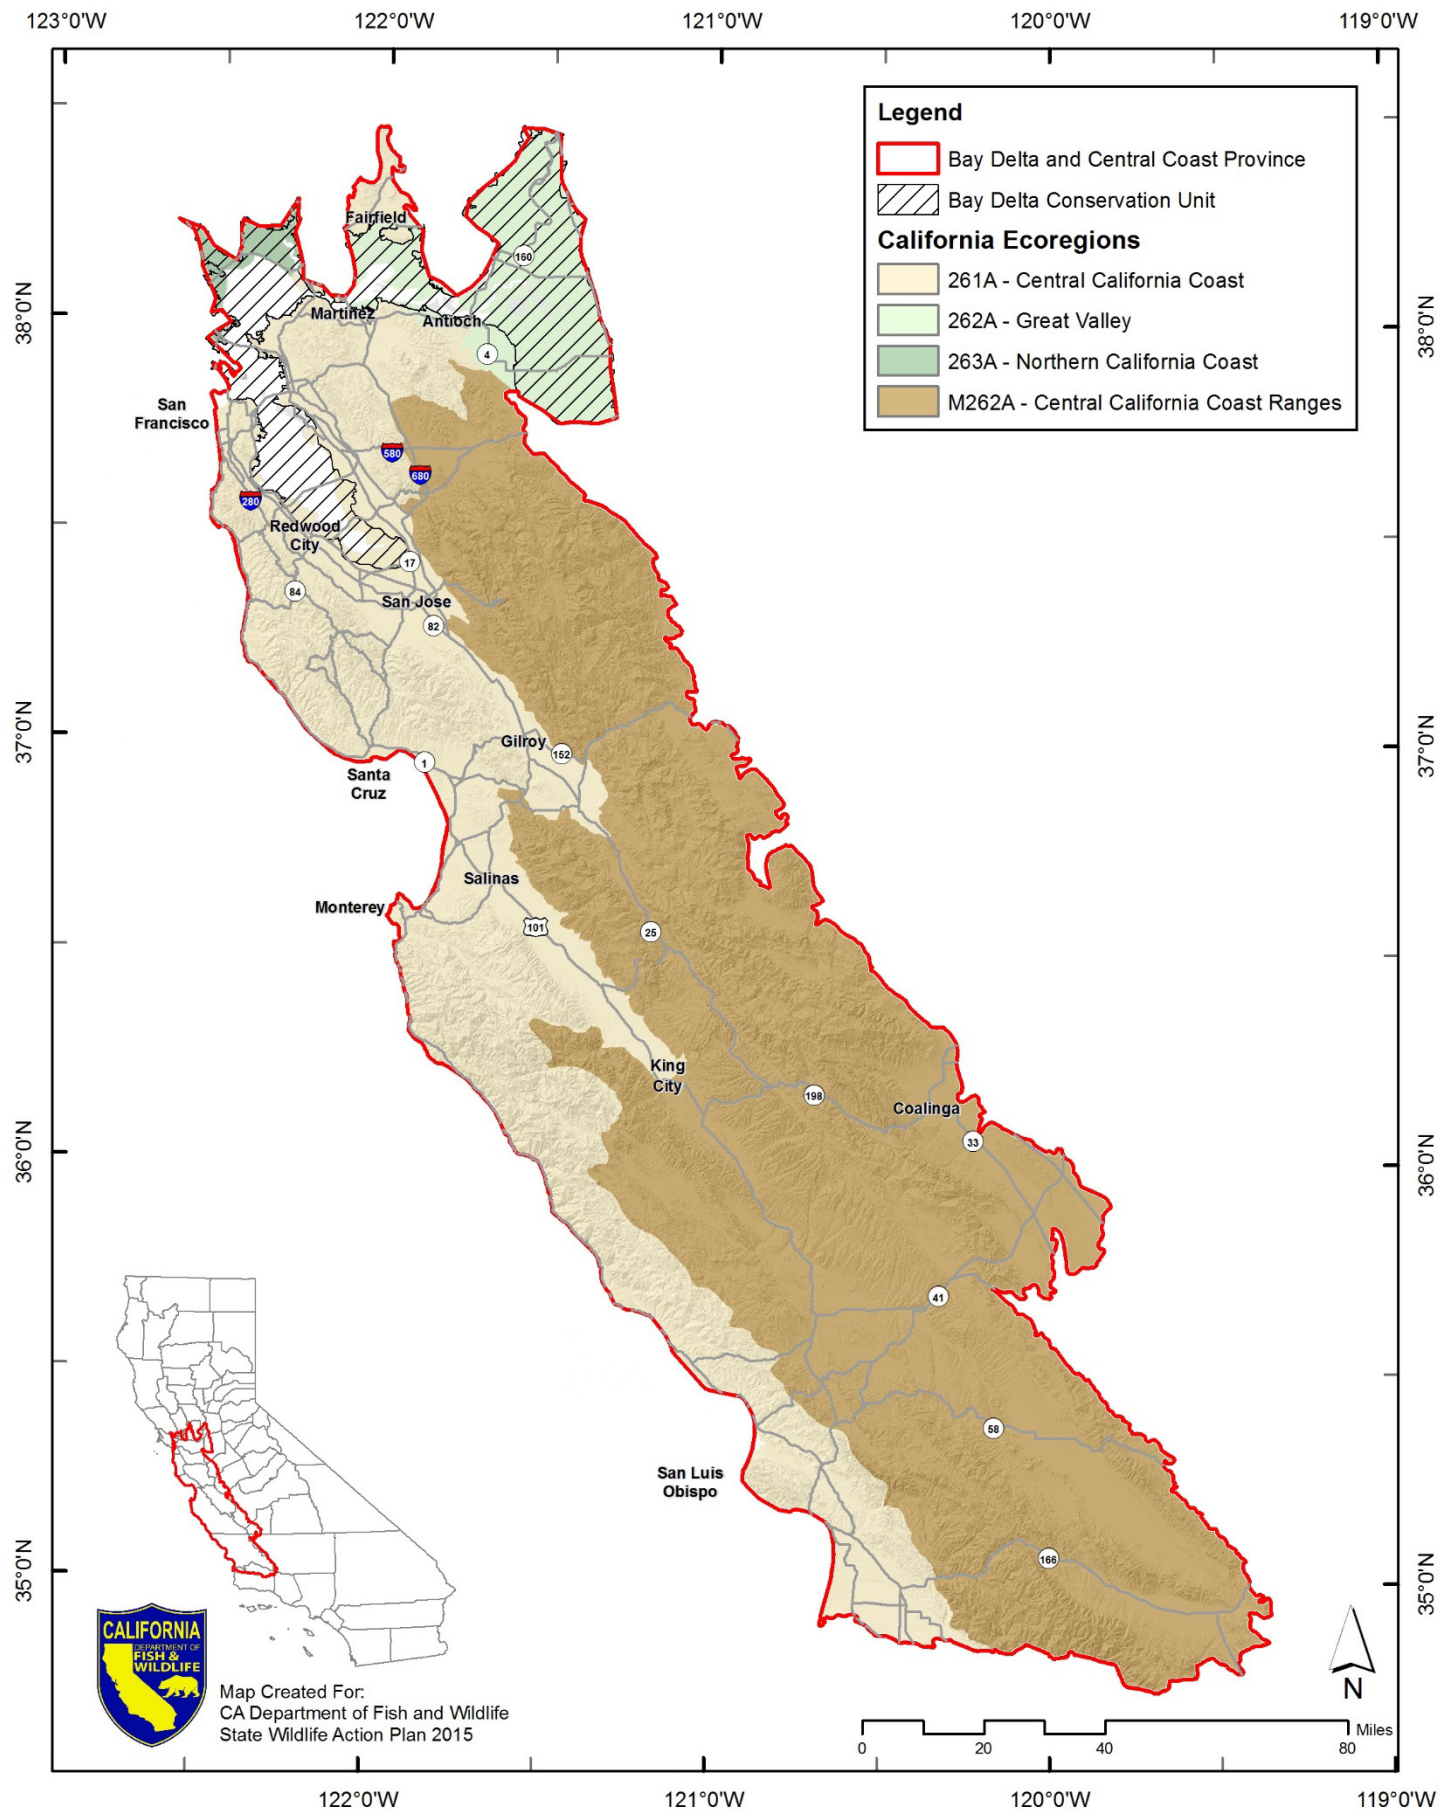 123°0'W 122°0'W 121°0'W 120°0'W 119°0'W
Legend
Bay Delta and Central Coast Province
Bay Delta Conservation Unit
California Ecoregions
261A - Central California Coast
262A - Great Valley
263A - Northern California Coast
M262A - Central California Coast Ranges
Fairfield
160
38°0'N
38°0'N
Martinez
Antioch
4
San
Francisco
580
680
280
Redwood
City
17
84
San Jose
82
37°0'N
37°0'N
Gilroy
152
1
Santa
Cruz
Salinas
Monterey
101
25
King
City
198
Coalinga
33
36°0'N
36°0'N
41
58
San Luis
Obispo
166
35°0'N
35°0'N
CALIFORNIA
DEPARTMENT OF
FISH &
WILDLIFE
Map Created For:
CA Department of Fish and Wildlife
State Wildlife Action Plan 2015
N
Miles
0 20 40 80
122°0'W 121°0'W 120°0'W 119°0'W